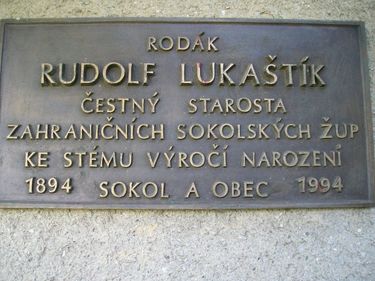 RODÁK
RUDOLF LUKAŠTÍK
ČESTNÝ STAROSTA
ZAHRANIČNÍCH SOKOLSKÝCH ŽUP
KE STÉMU VÝROČÍ NAROZENÍ
1894 SOKOL A OBEC 1994